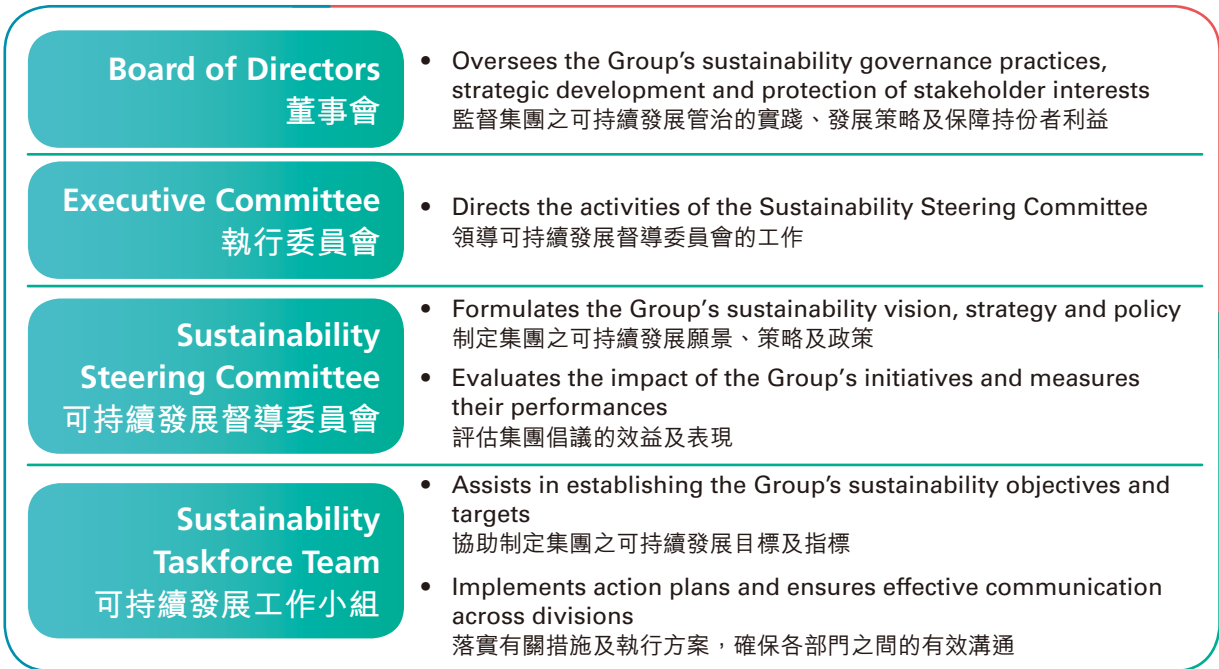 Board of Directors
董事會
• Oversees the Group's sustainability governance practices,
strategic development and protection of stakeholder interests
監督集團之可持續發展管治的實踐、發展策略及保障持份者利益
Executive Committee
執行委員會
• Directs the activities of the Sustainability Steering Committee
領導可持續發展督導委員會的工作
Sustainability
Steering Committee
可持續發展督導委員會
• Formulates the Group's sustainability vision, strategy and policy
制定集團之可持續發展願景、策略及政策
• Evaluates the impact of the Group's initiatives and measures
their performances
評估集團倡議的效益及表現
Sustainability
Taskforce Team
可持續發展工作小組
• Assists in establishing the Group's sustainability objectives and
targets
協助制定集團之可持續發展目標及指標
• Implements action plans and ensures effective communication
across divisions
落實有關措施及執行方案，確保各部門之間的有效溝通